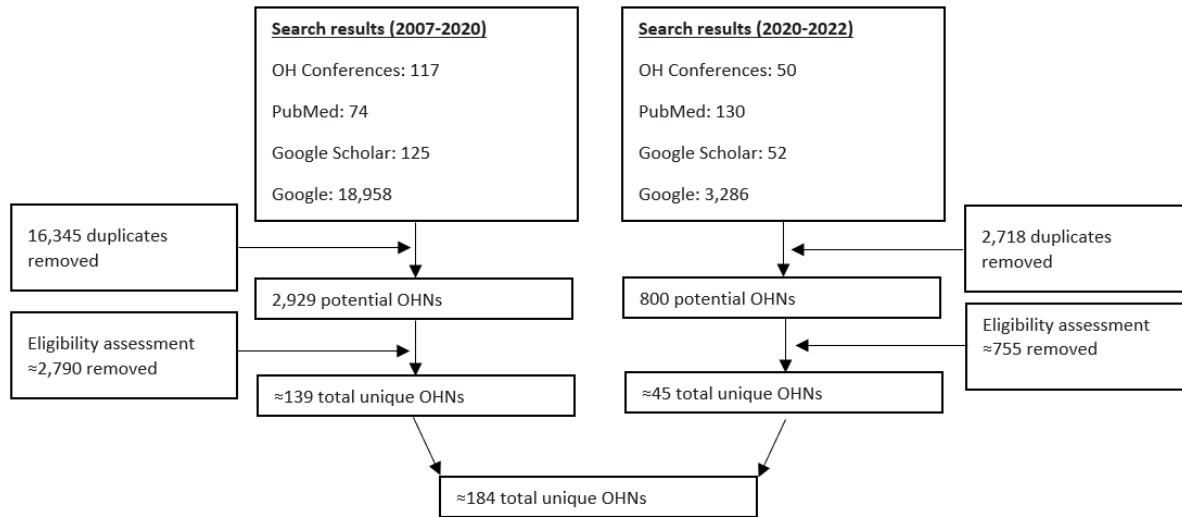 Search results (2007-2020)
OH Conferences: 117
PubMed: 74
Google Scholar: 125
Google: 18,958
Search results (2020-2022)
OH Conferences: 50
PubMed: 130
Google Scholar: 52
Google: 3,286
16,345 duplicates
removed
2,718 duplicates
removed
2,929 potential OHNs
800 potential OHNs
Eligibility assessment
≈2,790 removed
Eligibility assessment
≈755 removed
≈139 total unique OHNs
≈45 total unique OHNs
≈184 total unique OHNs